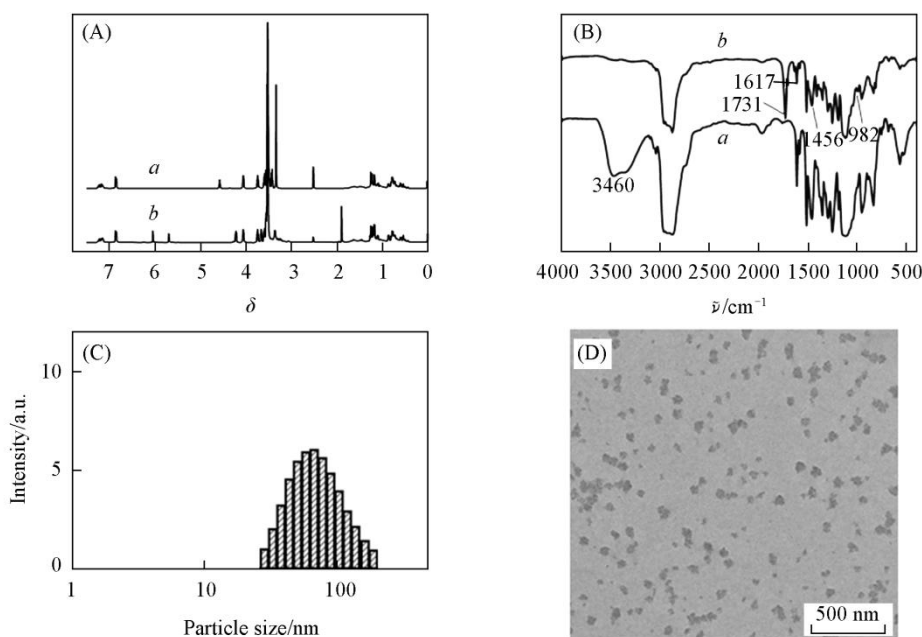 (A)
a
b
7 6 5 4 3 2 1 0
δ
(B)
b
1617
1731
1456
982
a
3460
4000 3500 3000 2500 2000 1500 1000 500
ν̃/cm⁻¹
(C)
10
5
0
Intensity/a.u.
1 10 100
Particle size/nm
(D)
500 nm